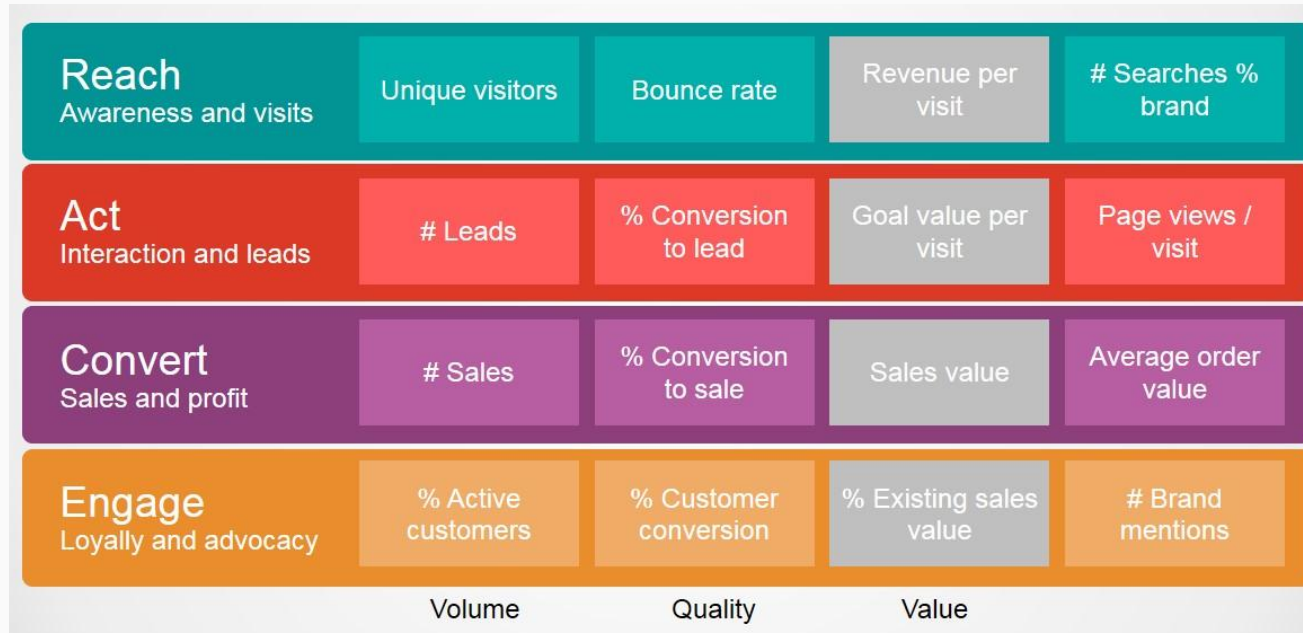 Reach
Awareness and visits
Unique visitors
Bounce rate
Revenue per
visit
# Searches %
brand
Act
Interaction and leads
# Leads
% Conversion
to lead
Goal value per
visit
Page views /
visit
Convert
Sales and profit
# Sales
% Conversion
to sale
Sales value
Average order
value
Engage
Loyally and advocacy
% Active
customers
% Customer
conversion
% Existing sales
value
# Brand
mentions
Volume
Quality
Value